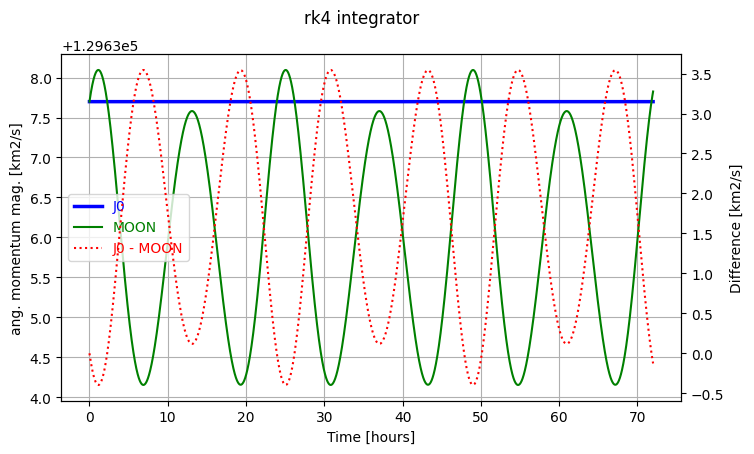 rk4 integrator
+1.2963e5
8.0
7.5
7.0
6.5
6.0
5.5
5.0
4.5
4.0
ang. momentum mag. [km2/s]
J0
MOON
J0 - MOON
3.5
3.0
2.5
2.0
1.5
1.0
0.5
0.0
−0.5
Difference [km2/s]
0 10 20 30 40 50 60 70
Time [hours]